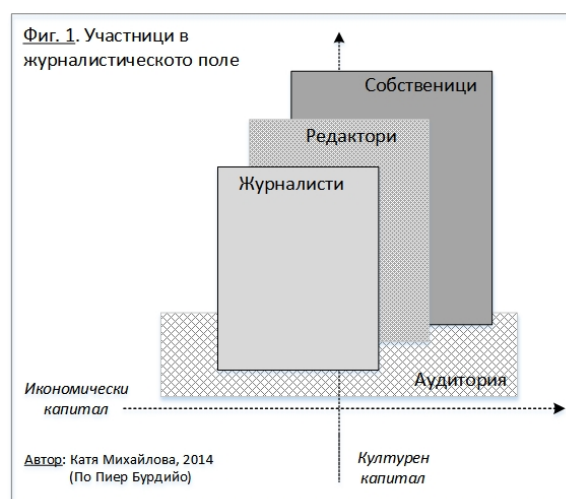 Фиг. 1. Участници в
журналистическото поле
Собственици
Редактори
Журналисти
Аудитория
Икономически
капитал
Автор: Катя Михайлова, 2014
(По Пиер Бурдийо)
Културен
капитал